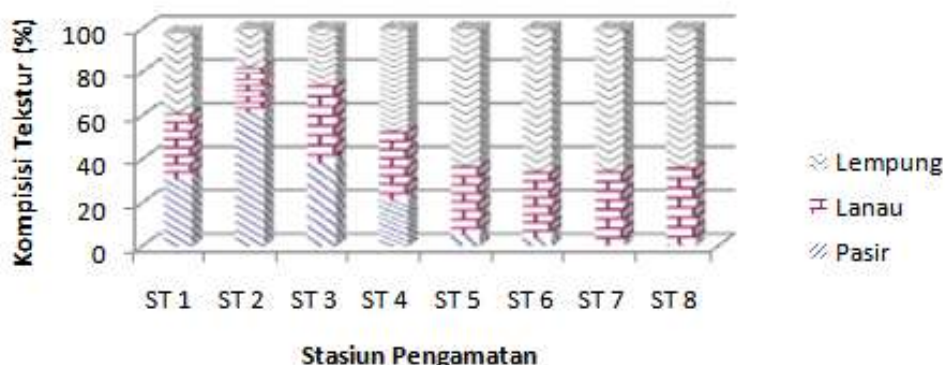 Kompisisi Tekstur (%)
100
80
60
40
20
0
ST 1 ST 2 ST 3 ST 4 ST 5 ST 6 ST 7 ST 8
Stasiun Pengamatan
Lempung
Lanau
Pasir